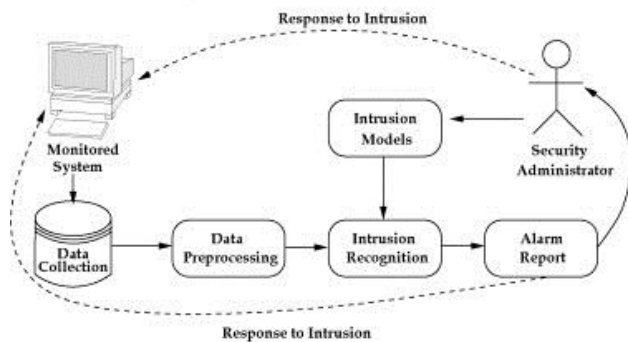 Response to Intrusion
Monitored
System
Intrusion
Models
Security
Administrator
Data
Collection
Data
Preprocessing
Intrusion
Recognition
Alarm
Report
Response to Intrusion